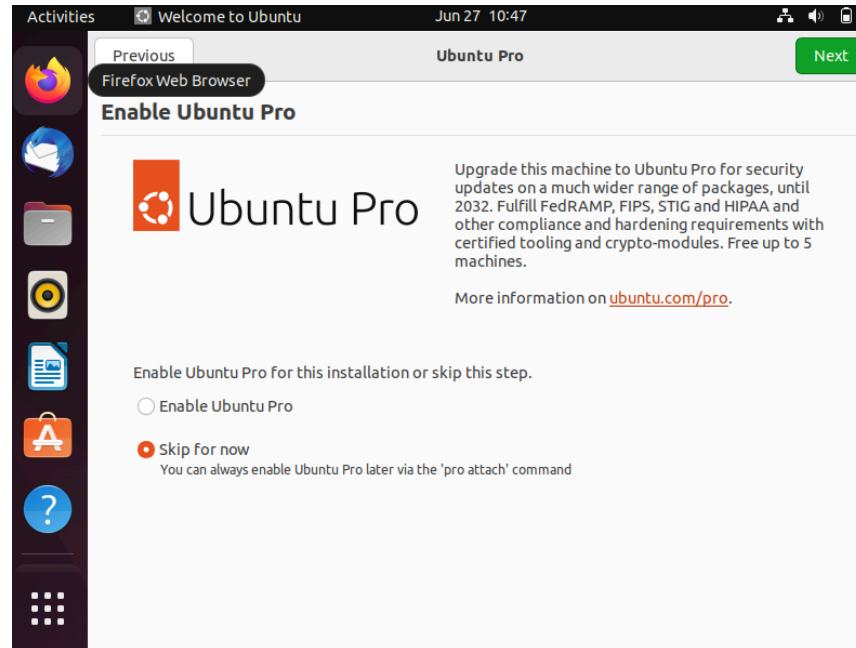 Activities
Welcome to Ubuntu
Jun 27 10:47
Previous
Ubuntu Pro
Next
Firefox Web Browser
Enable Ubuntu Pro
Ubuntu Pro
Upgrade this machine to Ubuntu Pro for security
updates on a much wider range of packages, until
2032. Fulfill FedRAMP, FIPS, STIG and HIPAA and
other compliance and hardening requirements with
certified tooling and crypto-modules. Free up to 5
machines.
More information on ubuntu.com/pro.
Enable Ubuntu Pro for this installation or skip this step.
Enable Ubuntu Pro
Skip for now
You can always enable Ubuntu Pro later via the 'pro attach' command